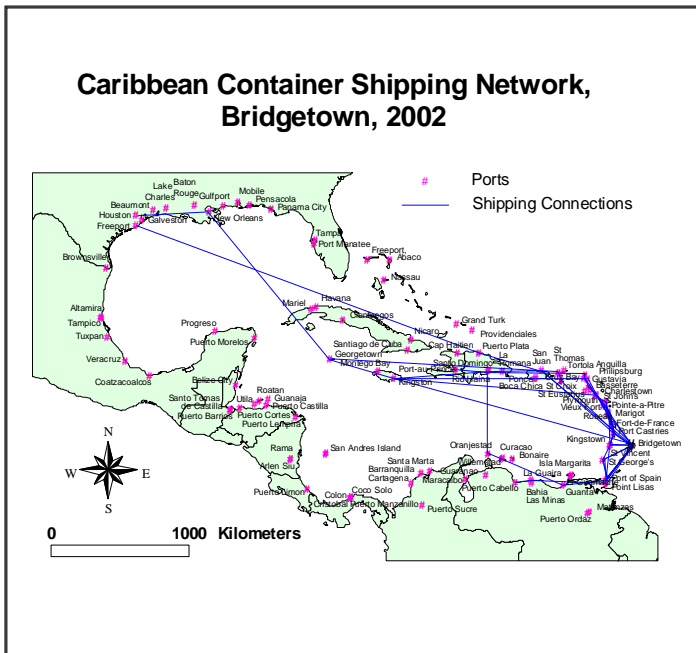 Caribbean Container Shipping Network,
Bridgetown, 2002
Ports
Shipping Connections
Lake Charles
Baton Rouge
Beaumont
Gulfport
Mobile
Pensacola
Panama City
Houston
Galveston
New Orleans
Freeport
Tampa
Port Manatee
Freeport
Abaco
Nassau
Brownsville
Altamira
Tampico
Tuxpan
Veracruz
Coatzacoalcos
Progreso
Puerto Morelos
Mariel
Havana
Cienfuegos
Nicaro
Santiago de Cuba
Grand Turk
Providenciales
Cap Haitien
Puerto Plata
Georgetown
Montego Bay
Port-au-Prince
Kingston
Santo Domingo
La Romana
Rio Haina
Boca Chica
San Juan
Ponce
St Thomas
Tortola
Anguilla
Philipsburg
Gustavia
Basseterre
Charlestown
St Croix
St Eustatius
St Johns
Plymouth
Pointe-a-Pitre
Vieux Fort
Marigot
Roseau
Fort-de-France
Port Castries
Kingstown
Bridgetown
St Vincent
St George's
Port of Spain
Point Lisas
Belize City
Santo Tomas de Castilla
Puerto Barrios
Utila
Roatan
Guanaja
Puerto Castilla
Puerto Cortes
Puerto Lempira
Rama
Arlen Siu
San Andres Island
Puerto Limon
Colon
Coco Solo
Cristobal
Puerto Manzanillo
Santa Marta
Barranquilla
Cartagena
Puerto Sucre
Maracaibo
Guaranao
Oranjestad
Willemstad
Curacao
Bonaire
Puerto Cabello
La Guaira
Bahia Las Minas
Isla Margarita
Guanta
Matanzas
Puerto Ordaz
N
W E
S
0 1000 Kilometers